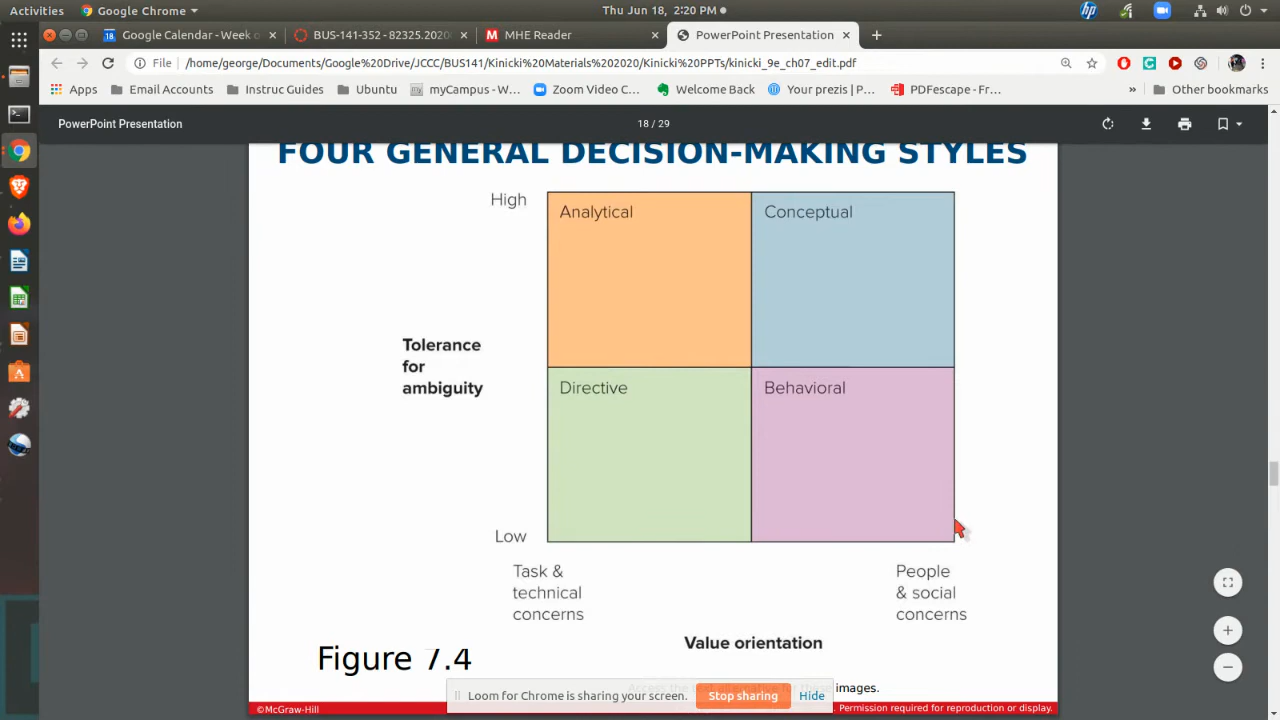 Activities Google Chrome Thu Jun 18, 2:20 PM
Google Calendar - Week o BUS-141-352 - 82325.2020 MHE Reader PowerPoint Presentation
File /home/george/Documents/Google%20Drive/JCCC/BUS141/Kinicki%20Materials%202020/Kinicki%20PPTs/kinicki_9e_ch07_edit.pdf
Apps Email Accounts Instruc Guides Ubuntu myCampus - W... Zoom Video C... Welcome Back Your prezis | P... PDFescape - Fr... » Other bookmarks
PowerPoint Presentation 18 / 29
FOUR GENERAL DECISION-MAKING STYLES
High
Analytical Conceptual
Tolerance
for
ambiguity
Directive Behavioral
Low
Task &
technical
concerns
People
& social
concerns
Value orientation
Figure 7.4
images.
Loom for Chrome is sharing your screen. Stop sharing Hide
©McGraw-Hill Permission required for reproduction or display.